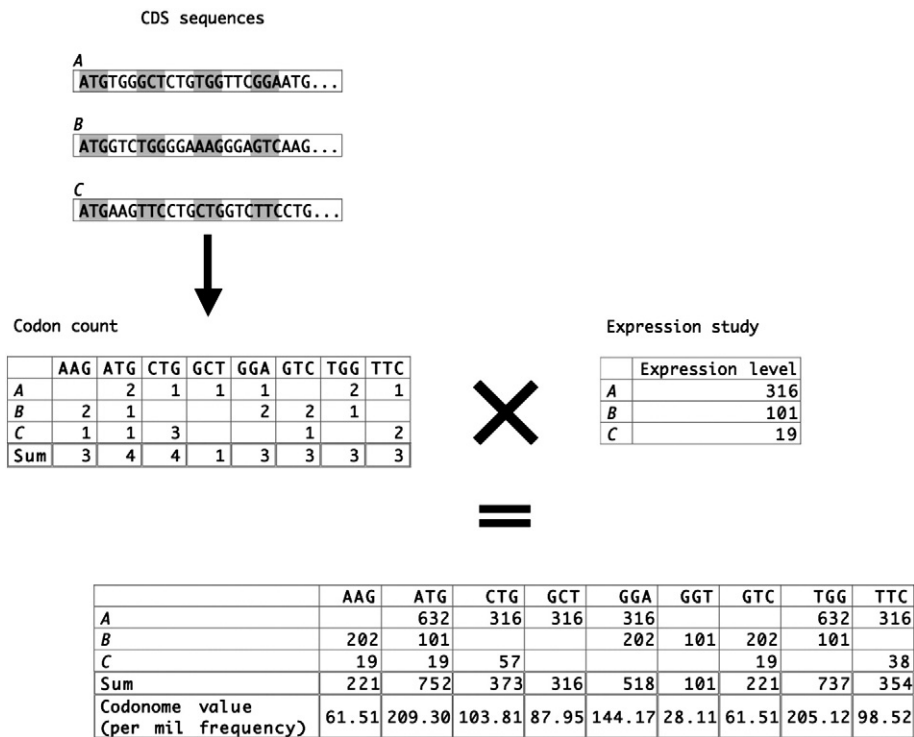 CDS sequences
A
ATGTGGGCTCTGTGGTTCGGAATG...
B
ATGGTCTGGGGAAAGGGAGTCAAG...
C
ATGAAGTTCCTGCTGGTCTTCCTG...
Codon count
AAG ATG CTG GCT GGA GTC TGG TTC
A 2 1 1 1 2 1
B 2 1 2 2 1
C 1 1 3 1 2
Sum 3 4 4 1 3 3 3 3
Expression study
Expression level
A 316
B 101
C 19
AAG ATG CTG GCT GGA GGT GTC TGG TTC
A 632 316 316 316 632 316
B 202 101 202 101 202 101
C 19 19 57 19 38
Sum 221 752 373 316 518 101 221 737 354
Codonome value
(per mil frequency) 61.51 209.30 103.81 87.95 144.17 28.11 61.51 205.12 98.52